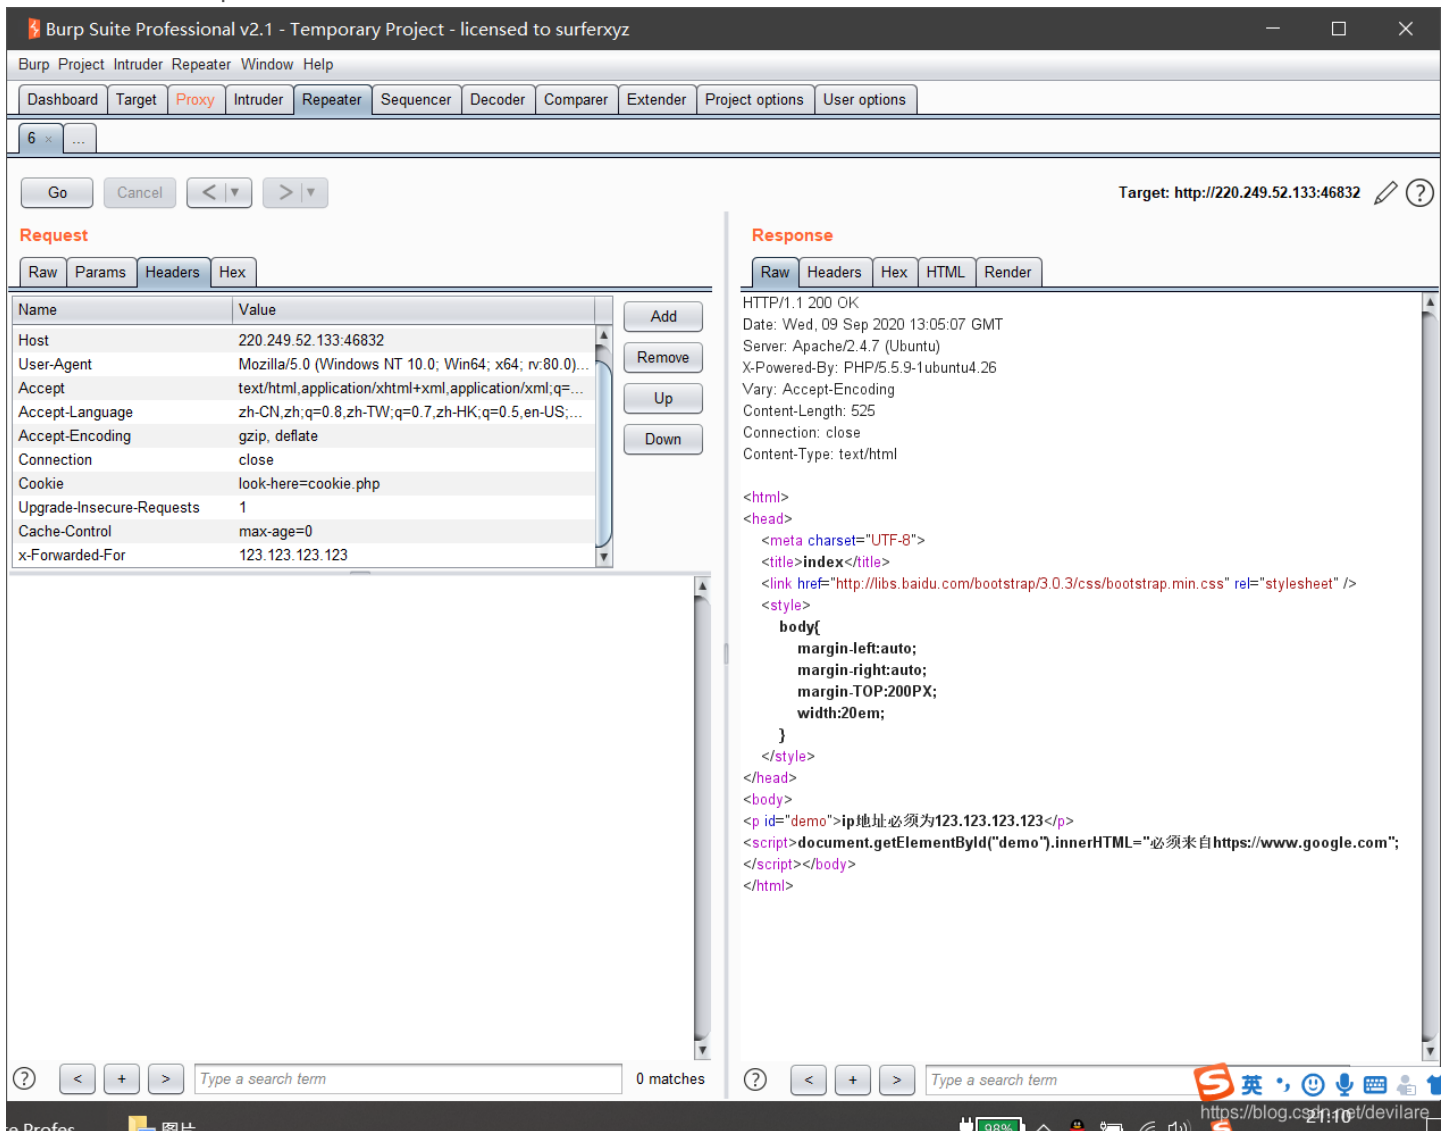 Burp Suite Professional v2.1 - Temporary Project - licensed to surferxyz
Burp Project Intruder Repeater Window Help
Dashboard Target Proxy Intruder Repeater Sequencer Decoder Comparer Extender Project options User options
6 × ...
Go Cancel < ▼ > ▼ Target: http://220.249.52.133:46832 ?
Request
Raw Params Headers Hex
Name Value
Host 220.249.52.133:46832
User-Agent Mozilla/5.0 (Windows NT 10.0; Win64; x64; rv:80.0)...
Accept text/html,application/xhtml+xml,application/xml;q=...
Accept-Language zh-CN,zh;q=0.8,zh-TW;q=0.7,zh-HK;q=0.5,en-US;...
Accept-Encoding gzip, deflate
Connection close
Cookie look-here=cookie.php
Upgrade-Insecure-Requests 1
Cache-Control max-age=0
x-Forwarded-For 123.123.123.123
Add
Remove
Up
Down
? < + > Type a search term 0 matches
Response
Raw Headers Hex HTML Render
HTTP/1.1 200 OK
Date: Wed, 09 Sep 2020 13:05:07 GMT
Server: Apache/2.4.7 (Ubuntu)
X-Powered-By: PHP/5.5.9-1ubuntu4.26
Vary: Accept-Encoding
Content-Length: 525
Connection: close
Content-Type: text/html
<html>
<head>
<meta charset="UTF-8">
<title>index</title>
<link href="http://libs.baidu.com/bootstrap/3.0.3/css/bootstrap.min.css" rel="stylesheet" />
<style>
body{
margin-left:auto;
margin-right:auto;
margin-TOP:200PX;
width:20em;
}
</style>
</head>
<body>
<p id="demo">ip地址必须为123.123.123.123</p>
<script>document.getElementById("demo").innerHTML="必须来自https://www.google.com";
</script></body>
</html>
? < + > Type a search term
英
https://blog.csdn.net/devilare
图片 98% 21:10